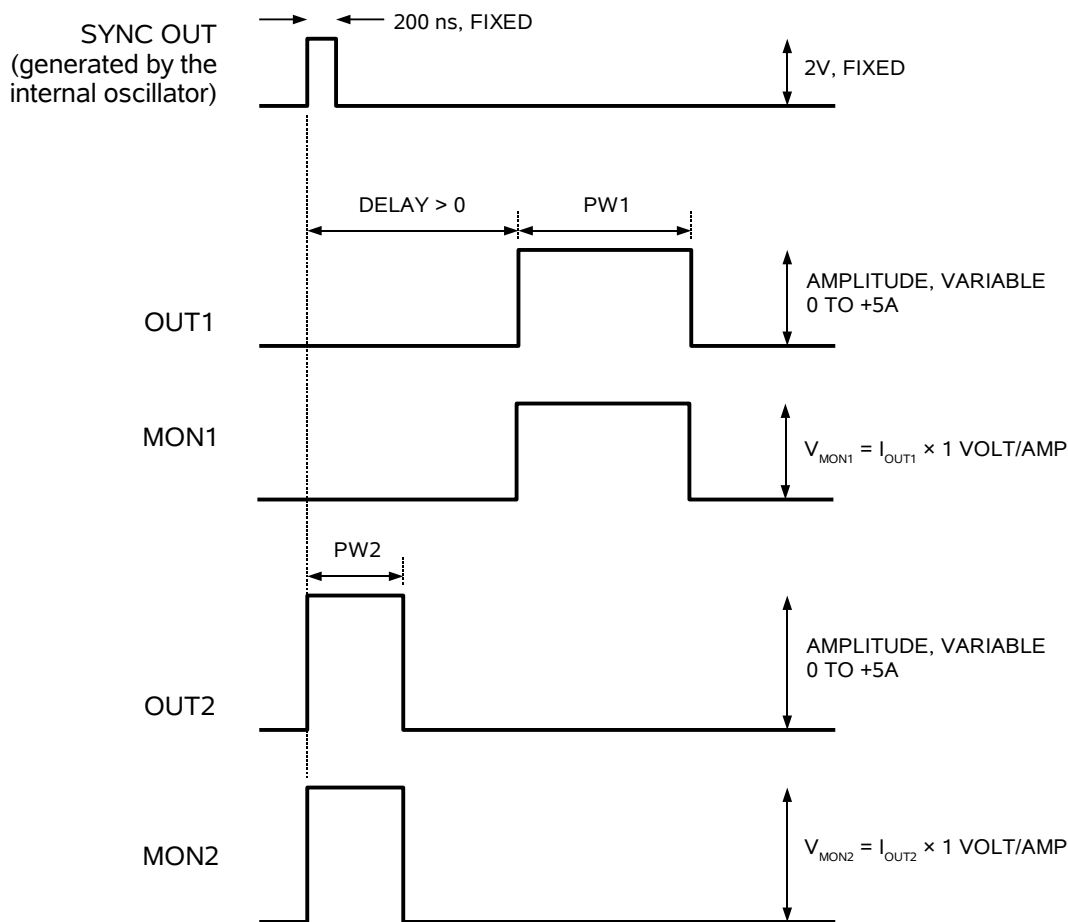 200 ns, FIXED
SYNC OUT
(generated by the
internal oscillator)
2V, FIXED
DELAY > 0
PW1
AMPLITUDE, VARIABLE
0 TO +5A
OUT1
MON1
V_MON1 = I_OUT1 × 1 VOLT/AMP
PW2
AMPLITUDE, VARIABLE
0 TO +5A
OUT2
MON2
V_MON2 = I_OUT2 × 1 VOLT/AMP